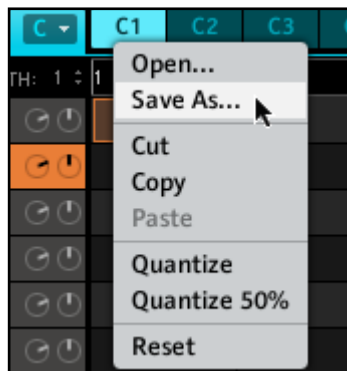 C C1 C2 C3
TH: 1 1
Open...
Save As...
Cut
Copy
Paste
Quantize
Quantize 50%
Reset